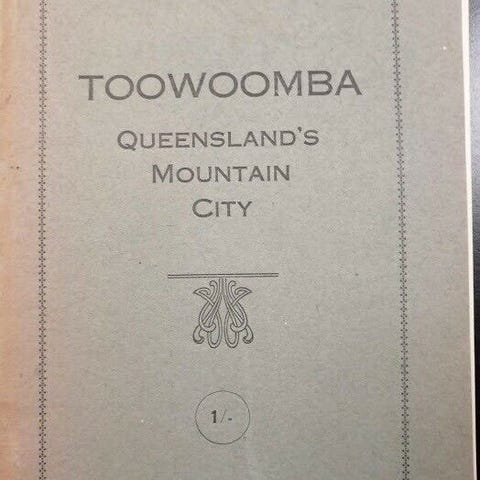 TOOWOOMBA
QUEENSLAND'S
MOUNTAIN
CITY
1/-